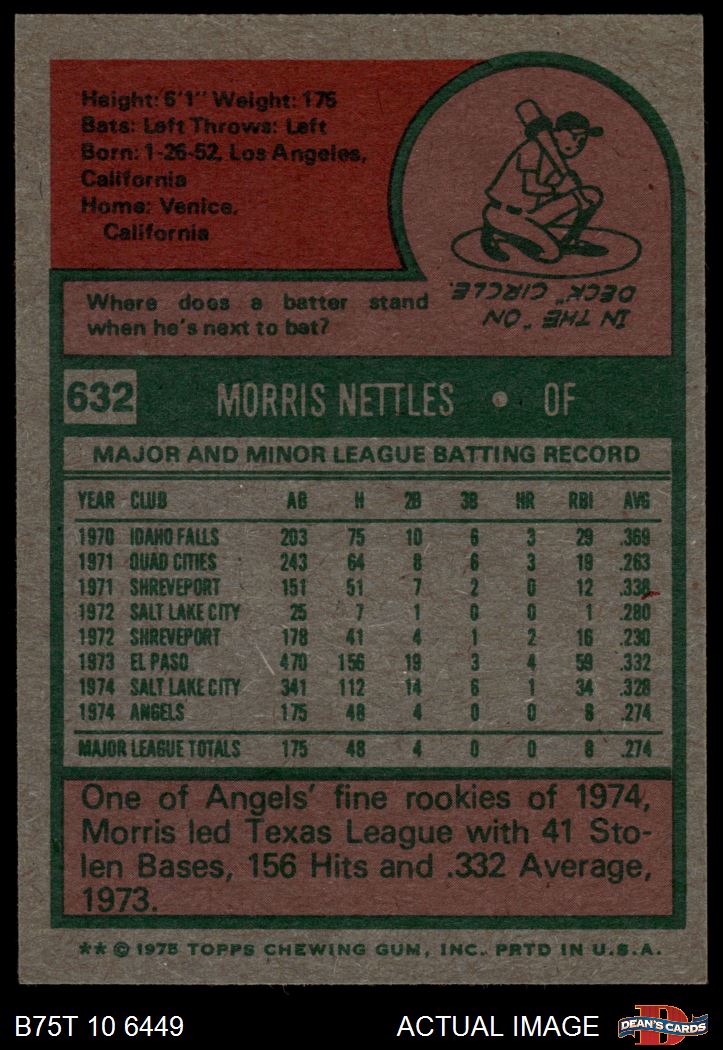 Height: 6'1" Weight: 175
Bats: Left Throws: Left
Born: 1-26-52, Los Angeles,
California
Home: Venice,
California
Where does a batter stand
when he's next to bat?
IN THE "ON
DECK" CIRCLE.
632 MORRIS NETTLES • OF
MAJOR AND MINOR LEAGUE BATTING RECORD
YEAR CLUB AB H 2B 3B HR RBI AVG
1970 IDAHO FALLS 203 75 10 6 3 29 .369
1971 QUAD CITIES 243 64 8 6 3 19 .263
1971 SHREVEPORT 151 51 7 2 0 12 .338
1972 SALT LAKE CITY 25 7 1 0 0 1 .280
1972 SHREVEPORT 178 41 4 1 2 16 .230
1973 EL PASO 470 156 19 3 4 59 .332
1974 SALT LAKE CITY 341 112 14 6 1 34 .328
1974 ANGELS 175 48 4 0 0 8 .274
MAJOR LEAGUE TOTALS 175 48 4 0 0 8 .274
One of Angels' fine rookies of 1974,
Morris led Texas League with 41 Sto-
len Bases, 156 Hits and .332 Average,
1973.
** © 1975 TOPPS CHEWING GUM, INC. PRTD IN U.S.A.
B75T 10 6449 ACTUAL IMAGE DEAN'S CARDS